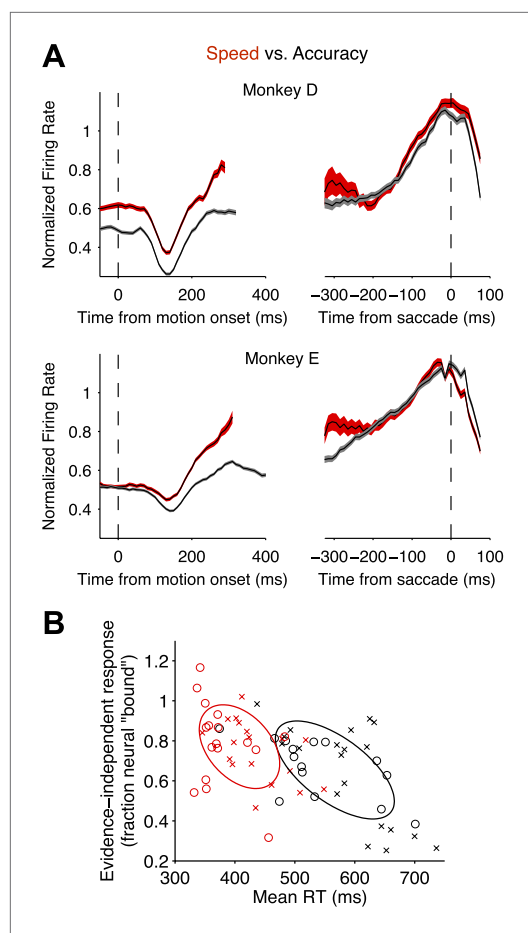 A
Speed vs. Accuracy
Monkey D
Normalized Firing Rate
1
0.8
0.6
0.4
0 200 400
Time from motion onset (ms)
−300 −200 −100 0 100
Time from saccade (ms)
Monkey E
Normalized Firing Rate
1
0.8
0.6
0.4
0 200 400
Time from motion onset (ms)
−300 −200 −100 0 100
Time from saccade (ms)
B
Evidence−independent response
(fraction neural "bound")
1.2
1
0.8
0.6
0.4
0.2
300 400 500 600 700
Mean RT (ms)